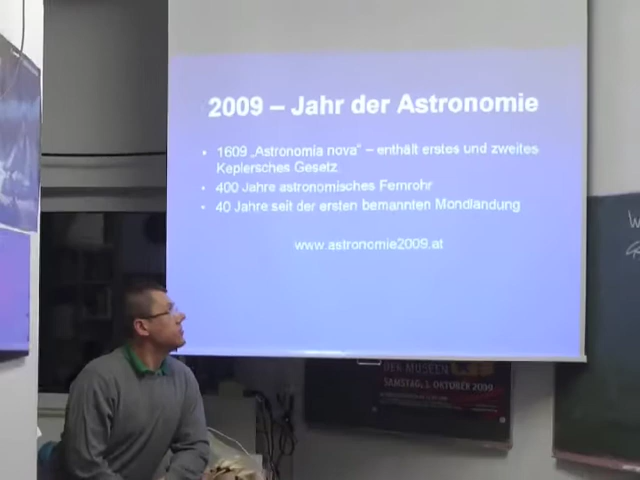 2009 – Jahr der Astronomie
• 1609 „Astronomia nova“ – enthält erstes und zweites
Keplersches Gesetz
• 400 Jahre astronomisches Fernrohr
• 40 Jahre seit der ersten bemannten Mondlandung
www.astronomie2009.at
DER MUSEEN
SAMSTAG, 3. OKTOBER 2009